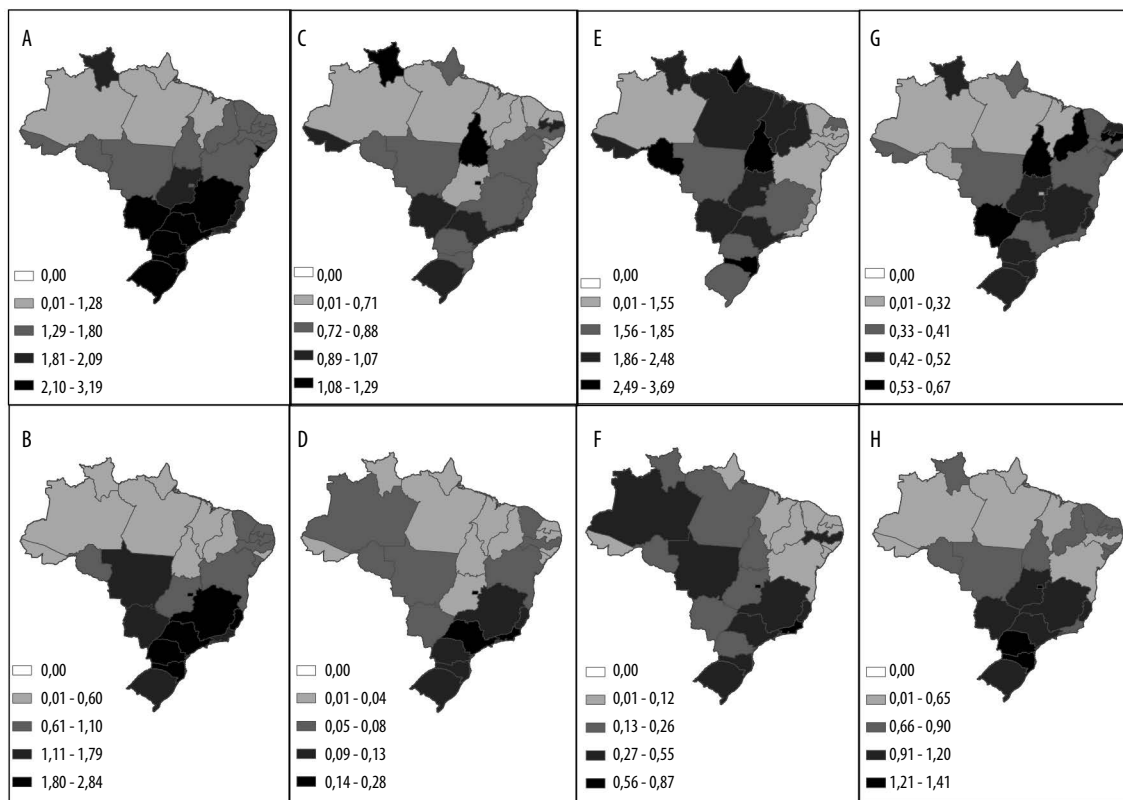 A
0,00
0,01 - 1,28
1,29 - 1,80
1,81 - 2,09
2,10 - 3,19
C
0,00
0,01 - 0,71
0,72 - 0,88
0,89 - 1,07
1,08 - 1,29
E
0,00
0,01 - 1,55
1,56 - 1,85
1,86 - 2,48
2,49 - 3,69
G
0,00
0,01 - 0,32
0,33 - 0,41
0,42 - 0,52
0,53 - 0,67
B
0,00
0,01 - 0,60
0,61 - 1,10
1,11 - 1,79
1,80 - 2,84
D
0,00
0,01 - 0,04
0,05 - 0,08
0,09 - 0,13
0,14 - 0,28
F
0,00
0,01 - 0,12
0,13 - 0,26
0,27 - 0,55
0,56 - 0,87
H
0,00
0,01 - 0,65
0,66 - 0,90
0,91 - 1,20
1,21 - 1,41